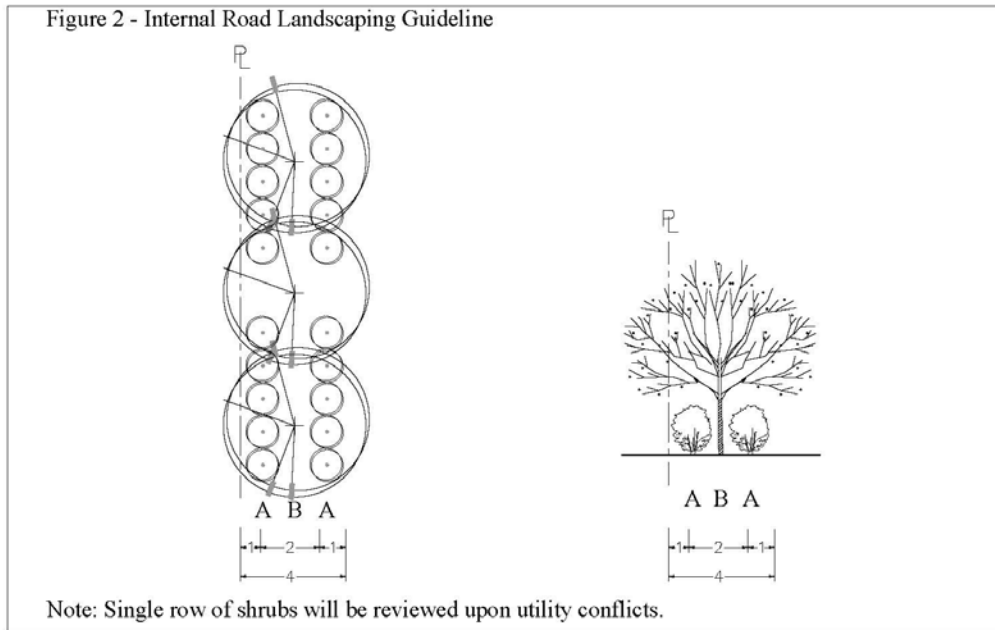 Figure 2 - Internal Road Landscaping Guideline
PL
PL
A B A
1 2 1
4
A B A
1 2 1
4
Note: Single row of shrubs will be reviewed upon utility conflicts.